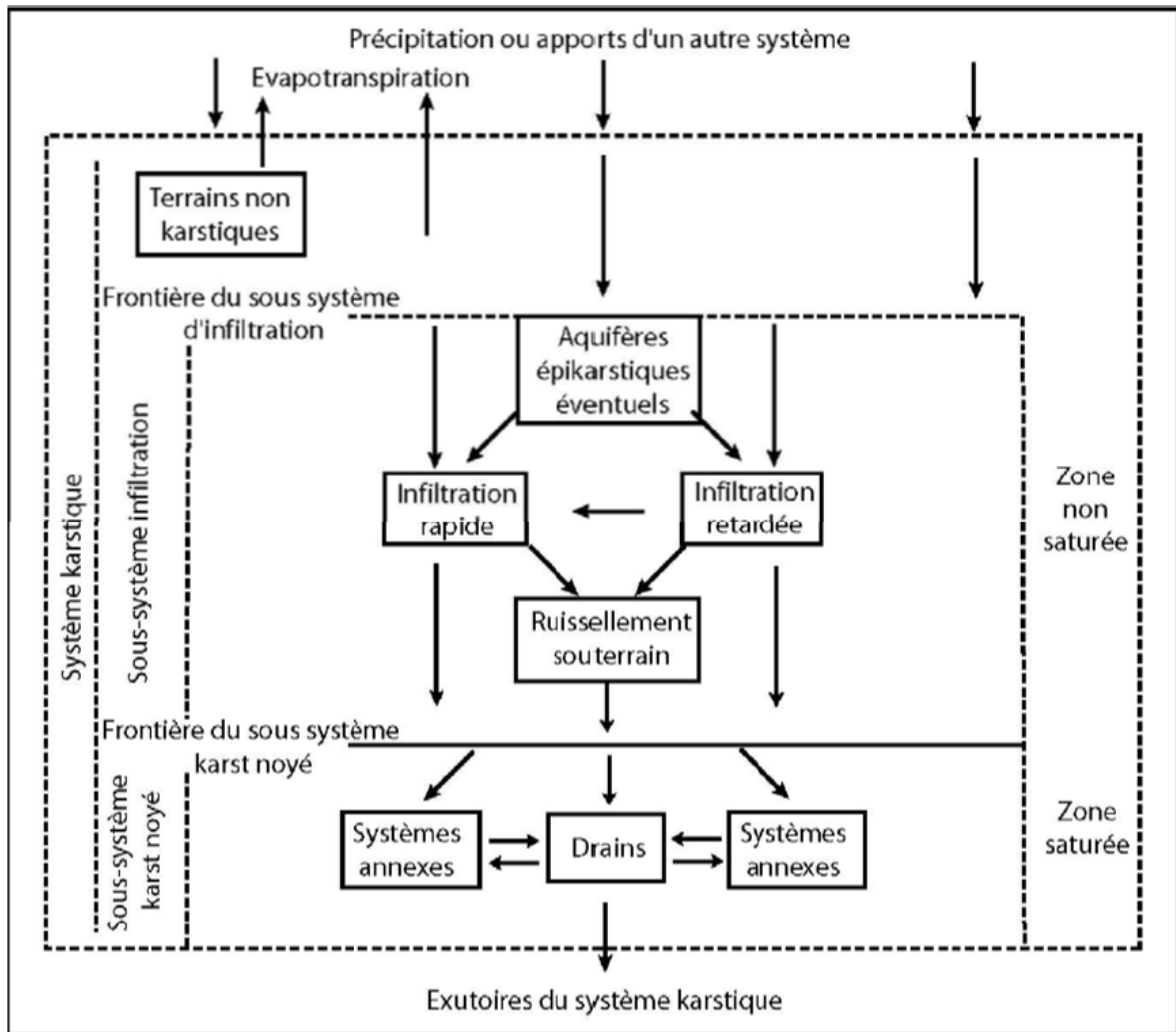 Précipitation ou apports d'un autre système
Evapotranspiration
Terrains non
karstiques
Frontière du sous système
d'infiltration
Aquifères
épikarstiques
éventuels
Infiltration
rapide
Infiltration
retardée
Ruissellement
souterrain
Zone
non
saturée
Système karstique
Sous-système infiltration
Frontière du sous système
karst noyé
Sous-système
karst noyé
Systèmes
annexes
Drains
Systèmes
annexes
Zone
saturée
Exutoires du système karstique